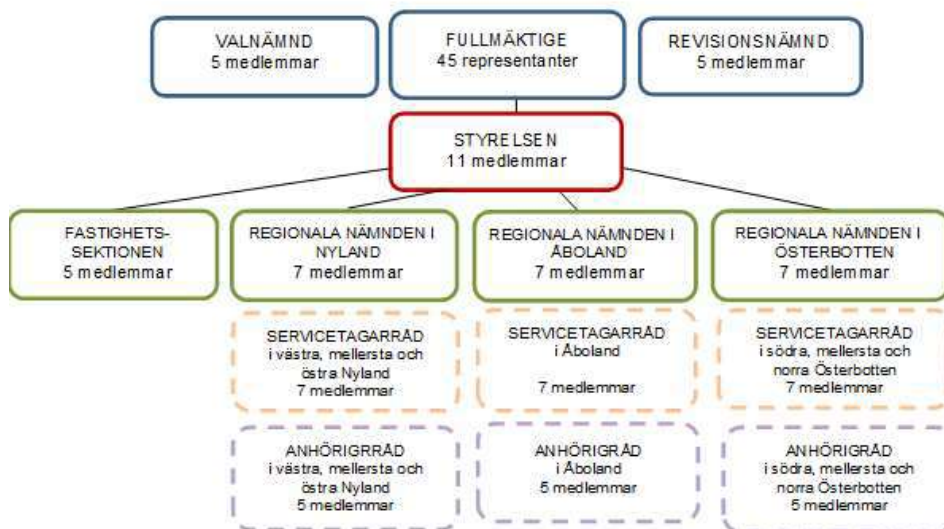 VALNÄMND
5 medlemmar
FULLMÄKTIGE
45 representanter
REVISIONSNÄMND
5 medlemmar
STYRELSEN
11 medlemmar
FASTIGHETS-
SEKTIONEN
5 medlemmar
REGIONALA NÄMNDEN I
NYLAND
7 medlemmar
REGIONALA NÄMNDEN I
ÅBOLAND
7 medlemmar
REGIONALA NÄMNDEN I
ÖSTERBOTTEN
7 medlemmar
SERVICETAGARRÅD
i västra, mellersta och
östra Nyland
7 medlemmar
SERVICETAGARRÅD
i Åboland
7 medlemmar
SERVICETAGARRÅD
i södra, mellersta och
norra Österbotten
7 medlemmar
ANHÖRIGRRÅD
i västra, mellersta och
östra Nyland
5 medlemmar
ANHÖRIGRÅD
i Åboland
5 medlemmar
ANHÖRIGRÅD
i södra, mellersta och
norra Österbotten
5 medlemmar